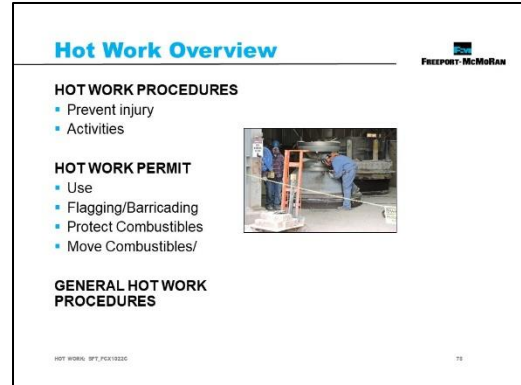 Hot Work Overview
FCX
FREEPORT-MCMORAN
HOT WORK PROCEDURES
Prevent injury
Activities
HOT WORK PERMIT
Use
Flagging/Barricading
Protect Combustibles
Move Combustibles/
GENERAL HOT WORK
PROCEDURES
HOT WORK: SFT_FCX1022C